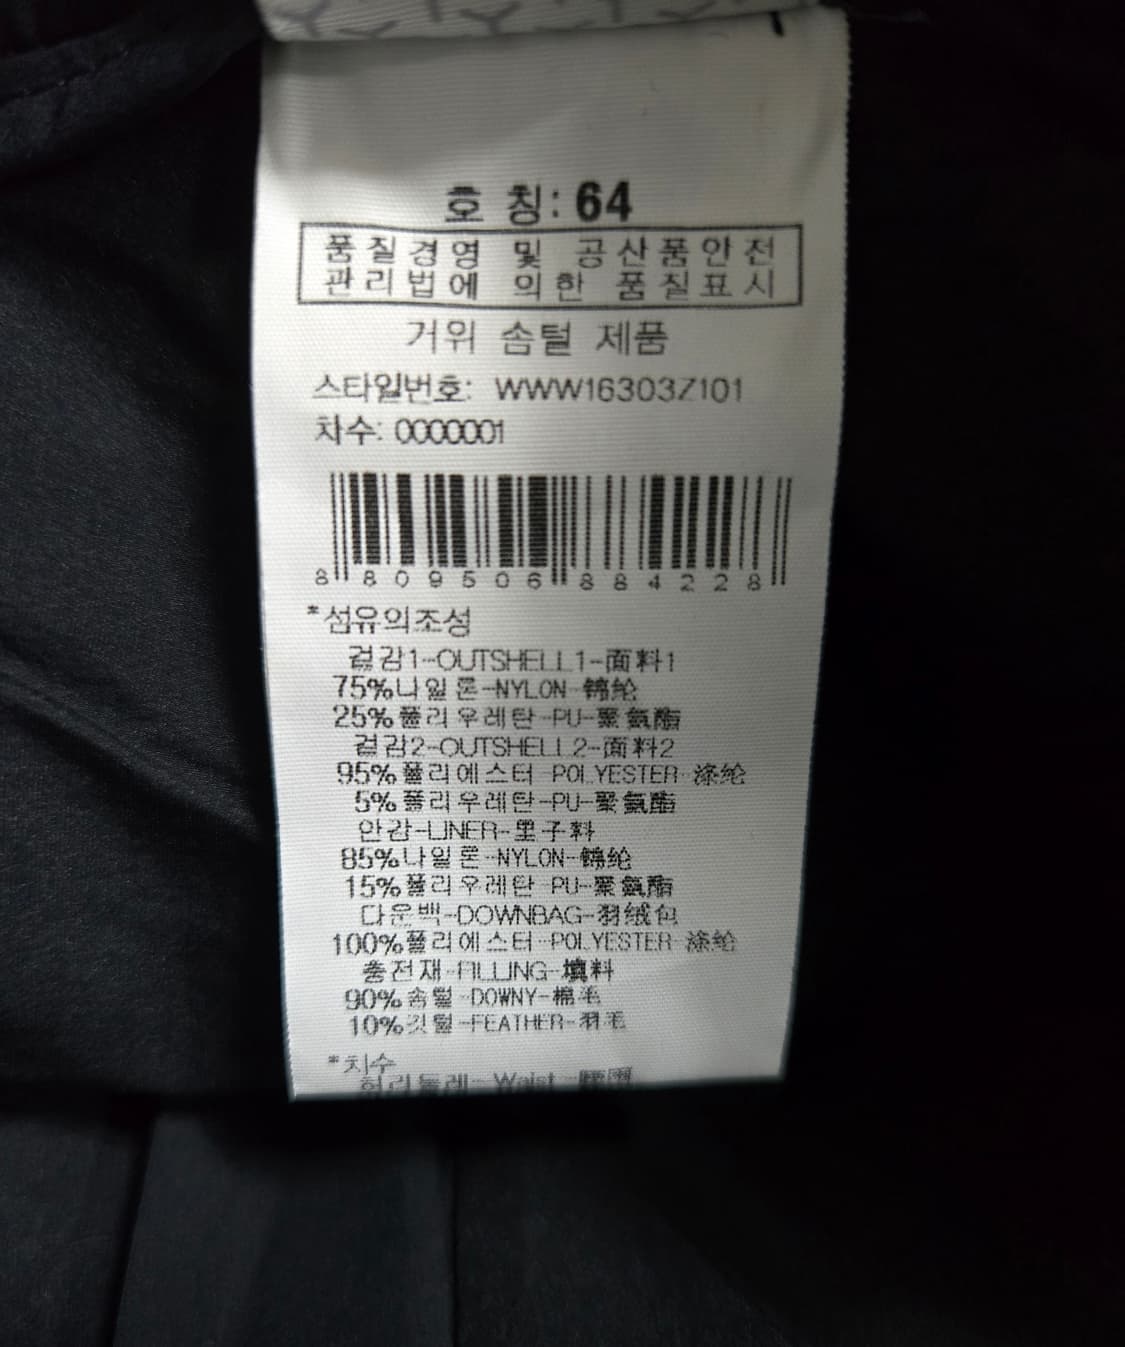 호 칭: 64
품질경영 및 공산품안전
관리법에 의한 품질표시
거위 솜털 제품
스타일번호: WWW16303Z101
차수: 0000001
8 809506 884228
*섬유의조성
겉감1-OUTSHELL1-面料1
75%나일론-NYLON-锦纶
25%폴리우레탄-PU-聚氨酯
겉감2-OUTSHELL2-面料2
95%폴리에스터-POLYESTER-涤纶
5%폴리우레탄-PU-聚氨酯
안감-LINER-里子料
85%나일론-NYLON-锦纶
15%폴리우레탄-PU-聚氨酯
다운백-DOWNBAG-羽绒包
100%폴리에스터-POLYESTER-涤纶
충전재-FILLING-填料
90%솜털-DOWNY-棉毛
10%깃털-FEATHER-羽毛
*치수
허리둘레-Waist-腰围